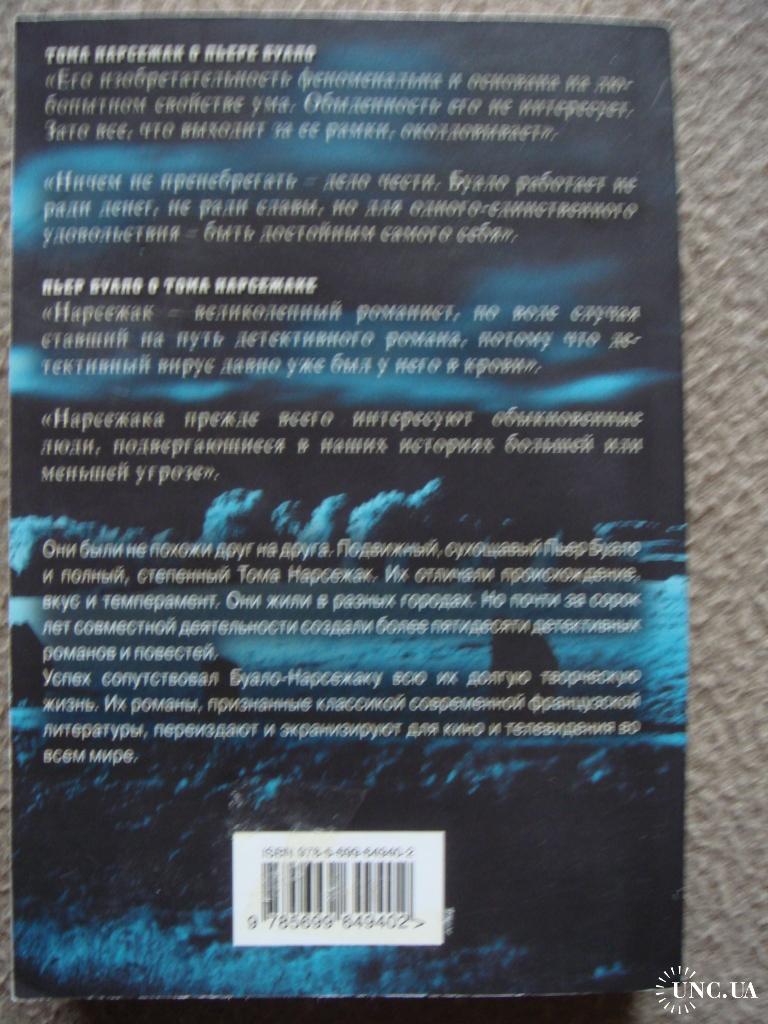 ТОМА НАРСЕЖАК О ПЬЕРЕ БУАЛО
«Его изобретательность феноменальна и основана на лю-
бопытном свойстве ума. Обыденность его не интересует.
Зато все, что выходит за ее рамки, околдовывает».
«Ничем не пренебрегать – дело чести. Буало работает не
ради денег, не ради славы, но для одного-единственного
удовольствия – быть достойным самого себя».
ПЬЕР БУАЛО О ТОМА НАРСЕЖАКЕ
«Нарсежак – великолепный романист, по воле случая
ставший на путь детективного романа, потому что де-
тективный вирус давно уже был у него в крови».
«Нарсежака прежде всего интересуют обыкновенные
люди, подвергающиеся в наших историях большей или
меньшей угрозе».
Они были не похожи друг на друга. Подвижный, сухощавый Пьер Буало
и полный, степенный Тома Нарсежак. Их отличали происхождение,
вкус и темперамент. Они жили в разных городах. Но почти за сорок
лет совместной деятельности создали более пятидесяти детективных
романов и повестей.
Успех сопутствовал Буало-Нарсежаку всю их долгую творческую
жизнь. Их романы, признанные классикой современной французской
литературы, переиздают и экранизируют для кино и телевидения во
всем мире.
ISBN 978-5-699-64940-2
9 785699 649402 >
UNC.UA